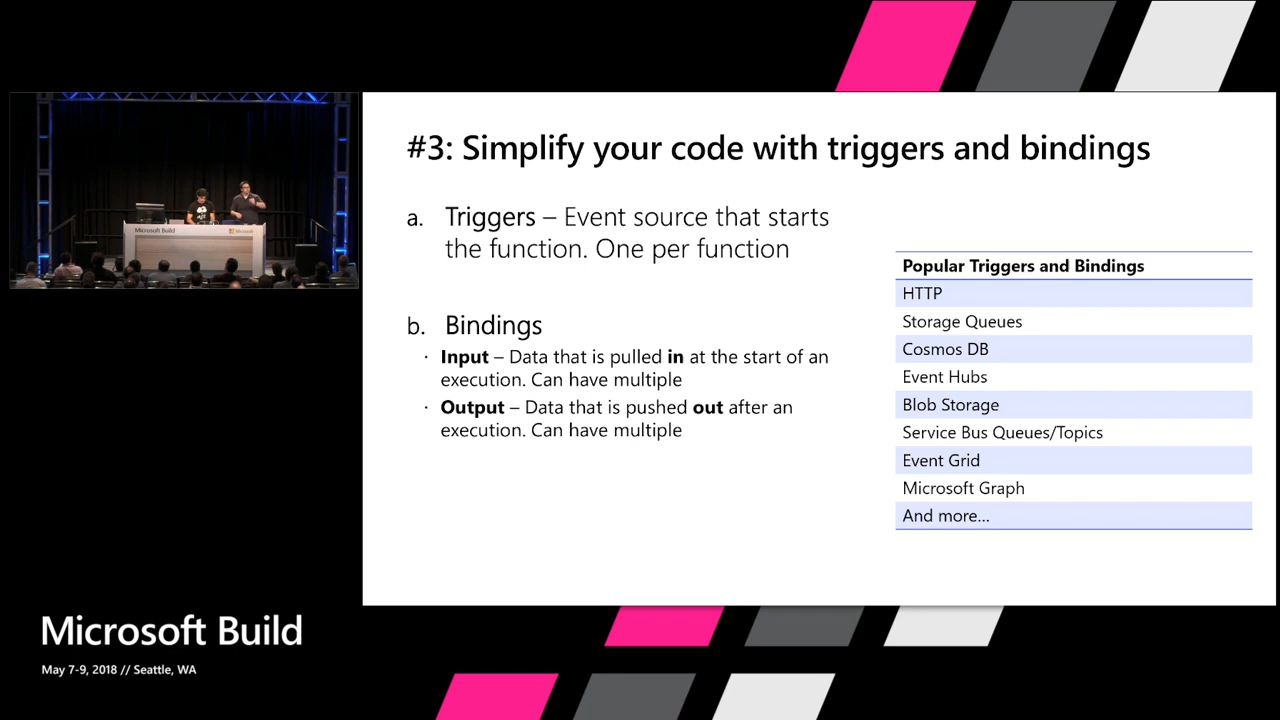 #3: Simplify your code with triggers and bindings
a. Triggers – Event source that starts
the function. One per function
b. Bindings
· Input – Data that is pulled in at the start of an
execution. Can have multiple
· Output – Data that is pushed out after an
execution. Can have multiple
Popular Triggers and Bindings
HTTP
Storage Queues
Cosmos DB
Event Hubs
Blob Storage
Service Bus Queues/Topics
Event Grid
Microsoft Graph
And more...
Microsoft Build
Microsoft
Microsoft Build
May 7-9, 2018 // Seattle, WA